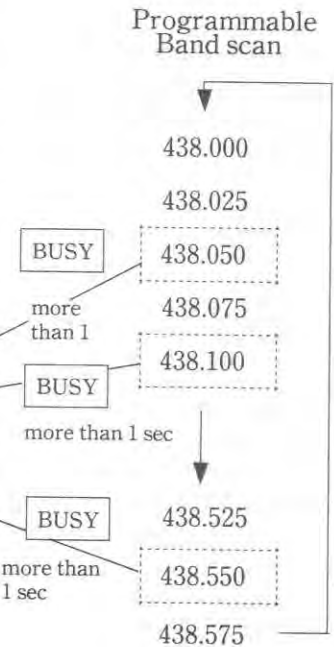 Programmable
Band scan
438.000
438.025
BUSY 438.050
more
than 1
438.075
438.100
BUSY
more than 1 sec
BUSY 438.525
more than
1 sec
438.550
438.575